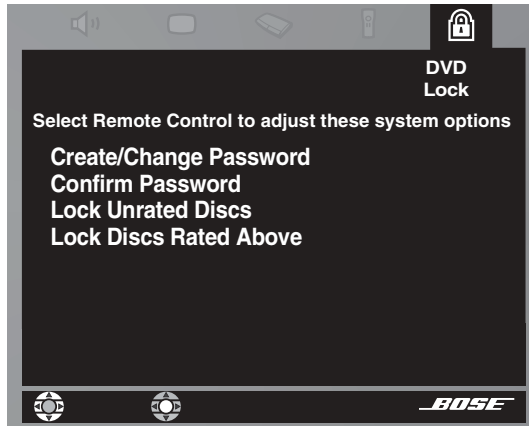 DVD
Lock
Select Remote Control to adjust these system options
Create/Change Password
Confirm Password
Lock Unrated Discs
Lock Discs Rated Above
BOSE